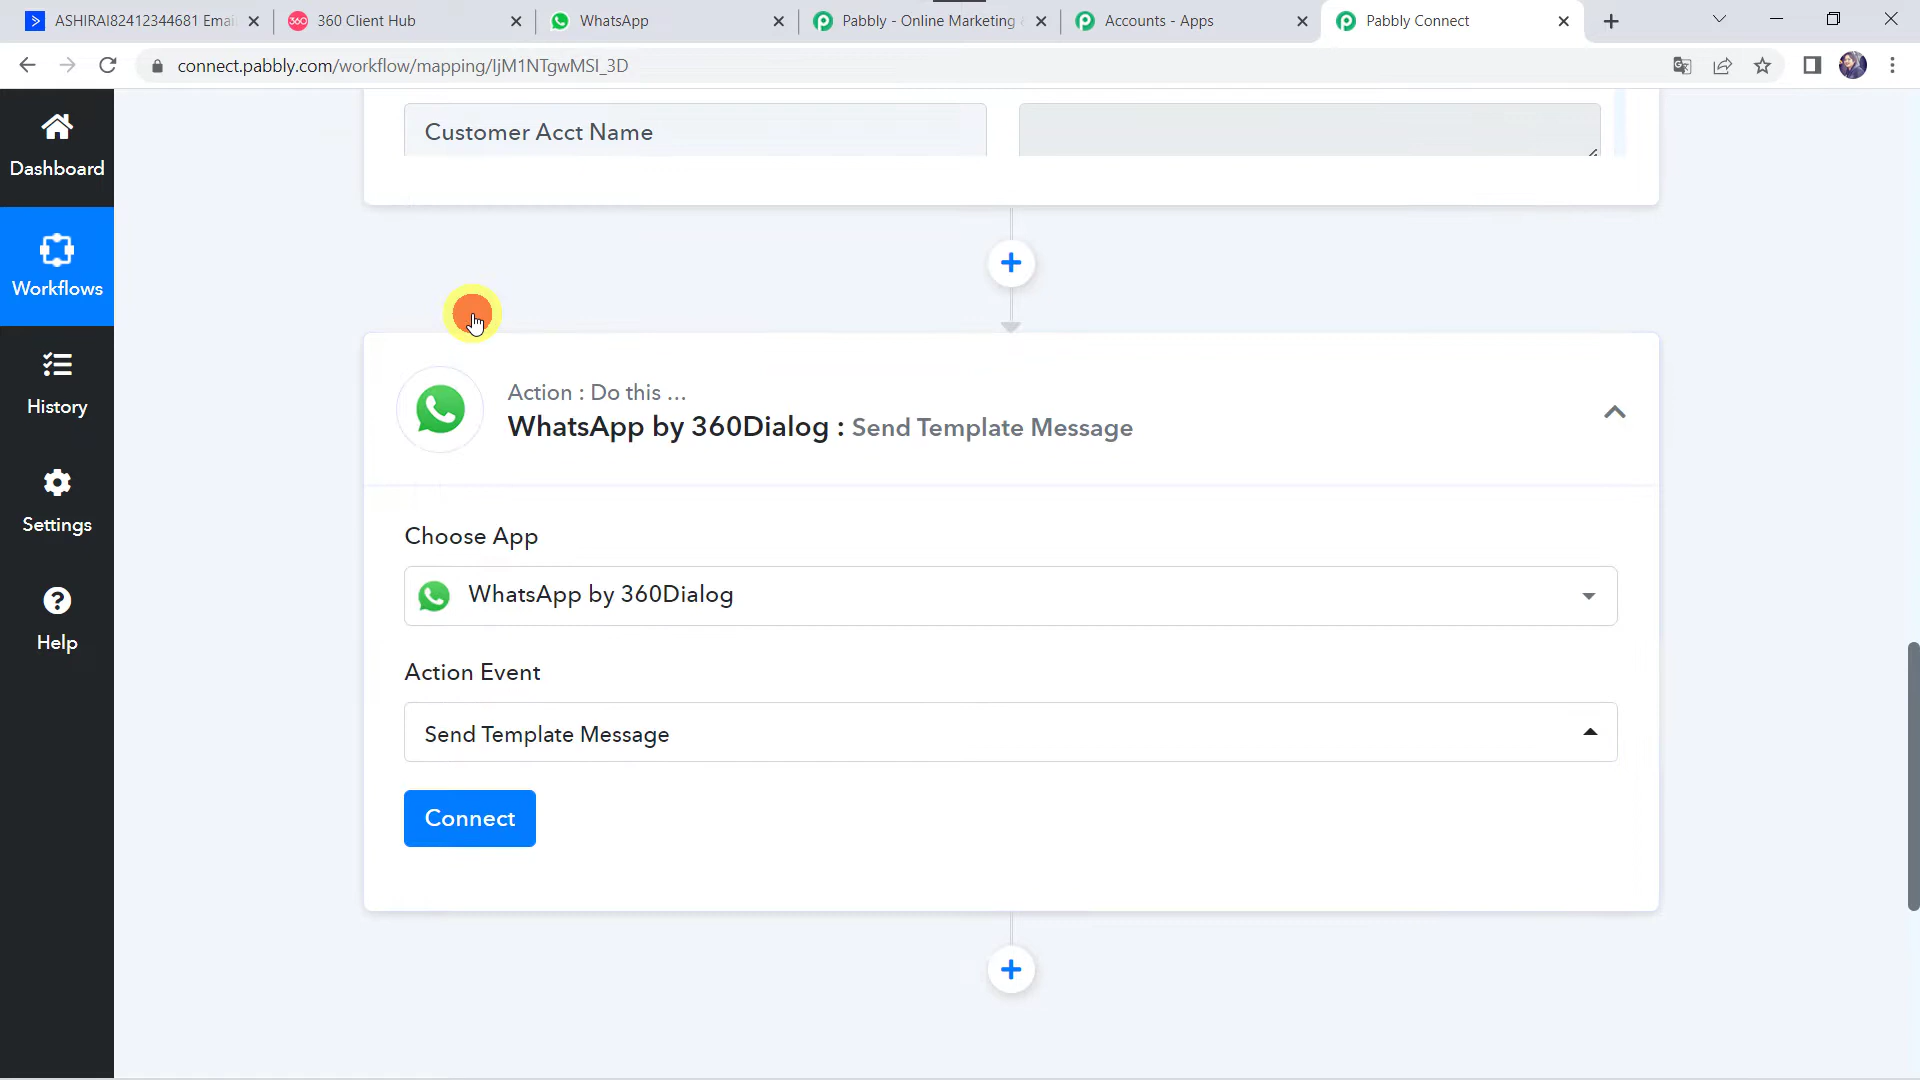 ASHIRAI82412344681 Emai
360 Client Hub
WhatsApp
Pabbly - Online Marketing
Accounts - Apps
Pabbly Connect
connect.pabbly.com/workflow/mapping/IjM1NTgwMSI_3D
Dashboard
Workflows
History
Settings
Help
Customer Acct Name
Action : Do this ...
WhatsApp by 360Dialog : Send Template Message
Choose App
WhatsApp by 360Dialog
Action Event
Send Template Message
Connect